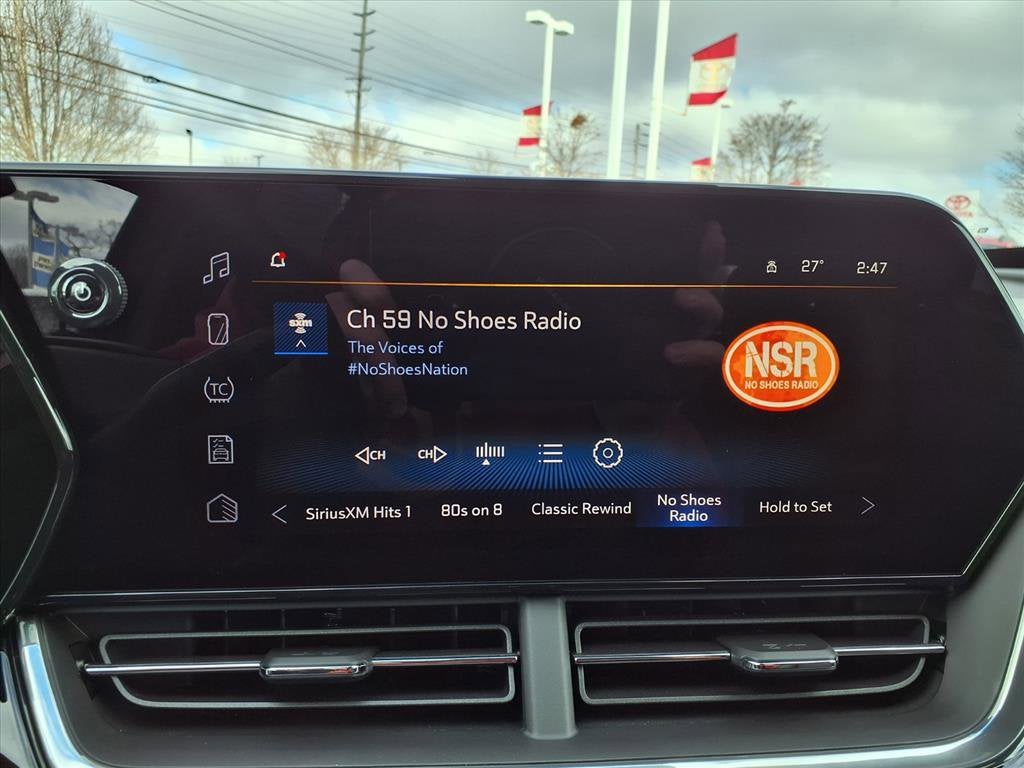 27° 2:47
sxm
Ch 59 No Shoes Radio
The Voices of
#NoShoesNation
NSR
NO SHOES RADIO
TC
CH CH
SiriusXM Hits 1 80s on 8 Classic Rewind No Shoes Radio Hold to Set